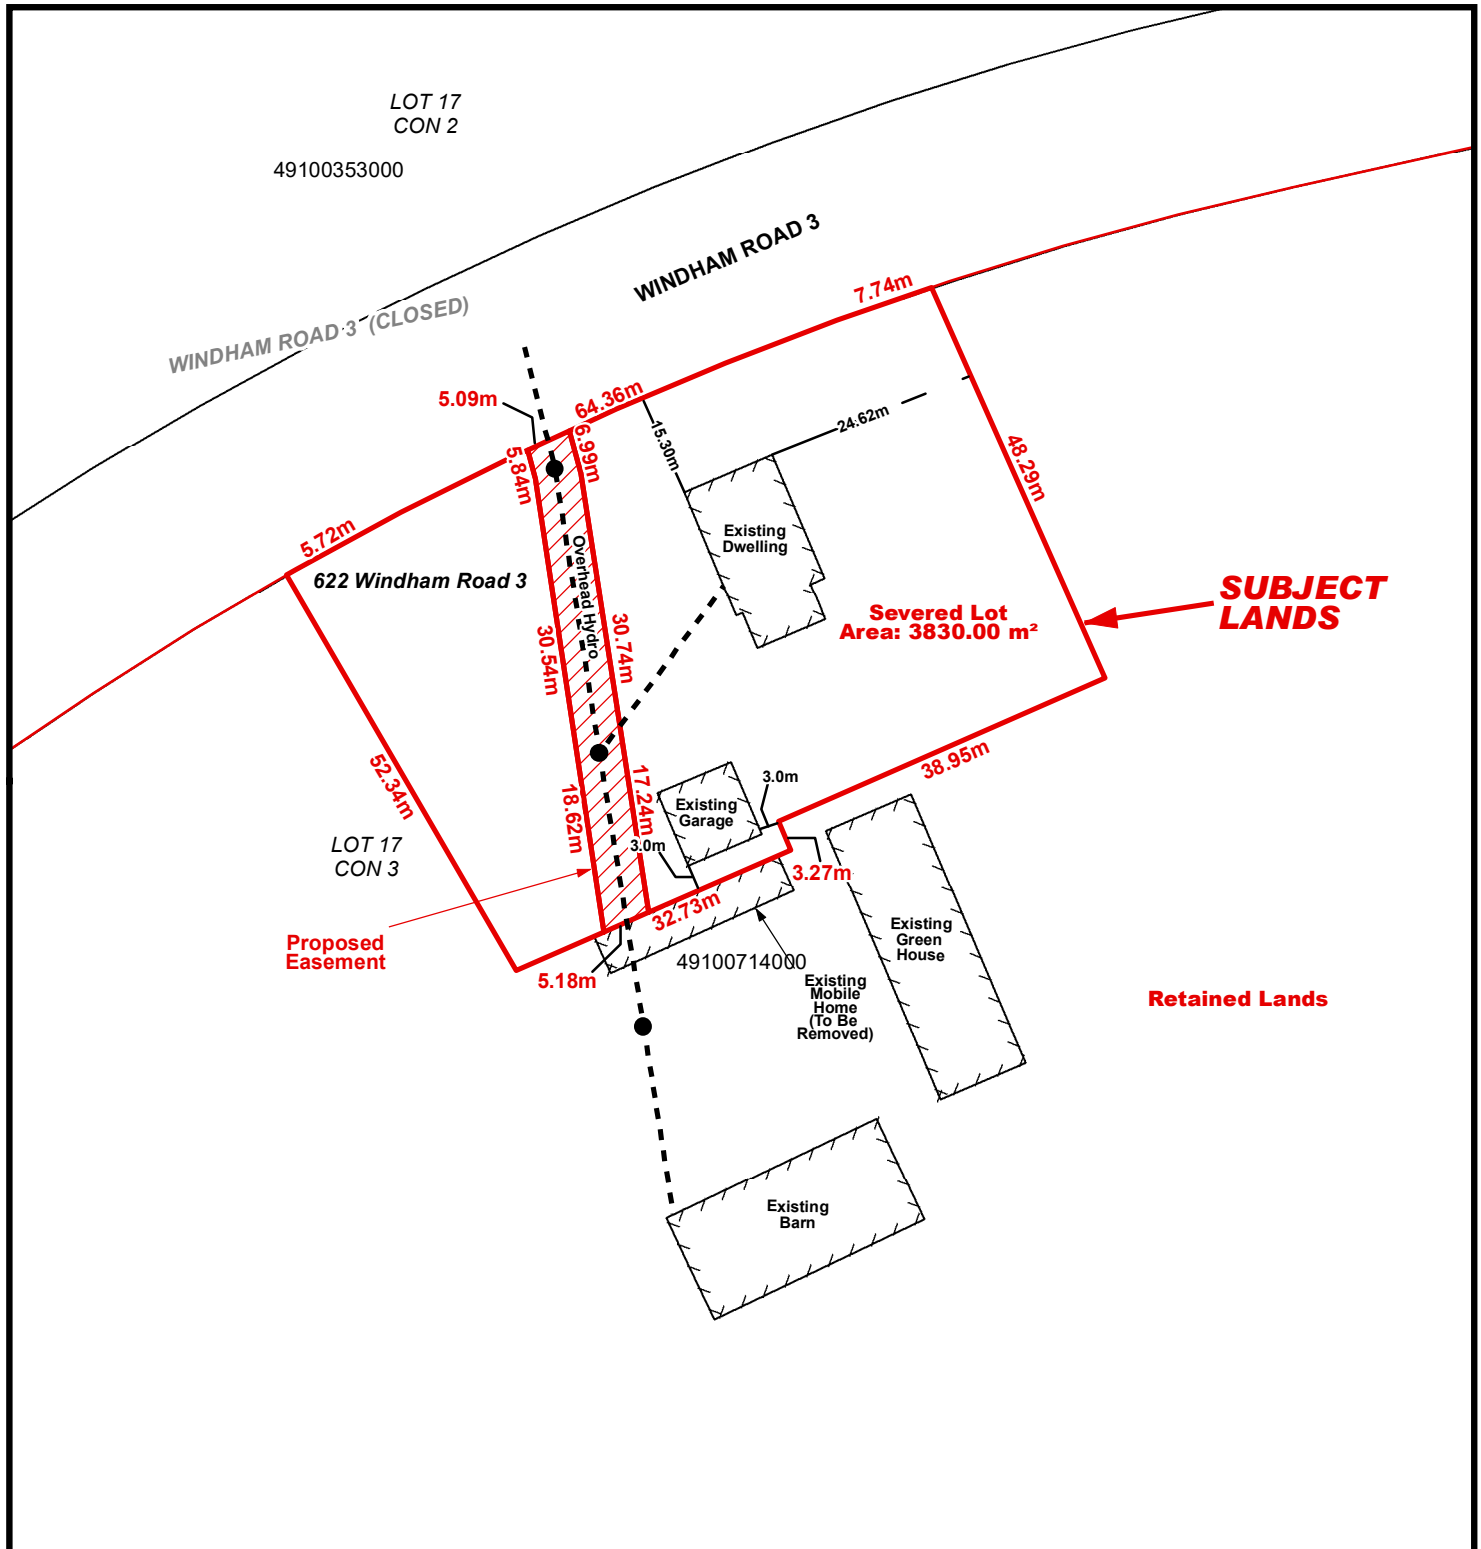 LOT 17
CON 2
49100353000
WINDHAM ROAD 3
WINDHAM ROAD 3 (CLOSED)
7.74m
64.36m
5.09m
15.30m
24.62m
6.99m
5.84m
48.29m
5.72m
622 Windham Road 3
Overhead Hydro
Existing
Dwelling
SUBJECT
LANDS
Severed Lot
Area: 3830.00 m²
30.54m
30.74m
52.34m
38.95m
18.62m
17.24m
Existing
Garage
3.0m
3.0m
3.27m
LOT 17
CON 3
32.73m
Proposed
Easement
5.18m
49100714000
Existing
Green
House
Existing
Mobile
Home
(To Be
Removed)
Retained Lands
Existing
Barn